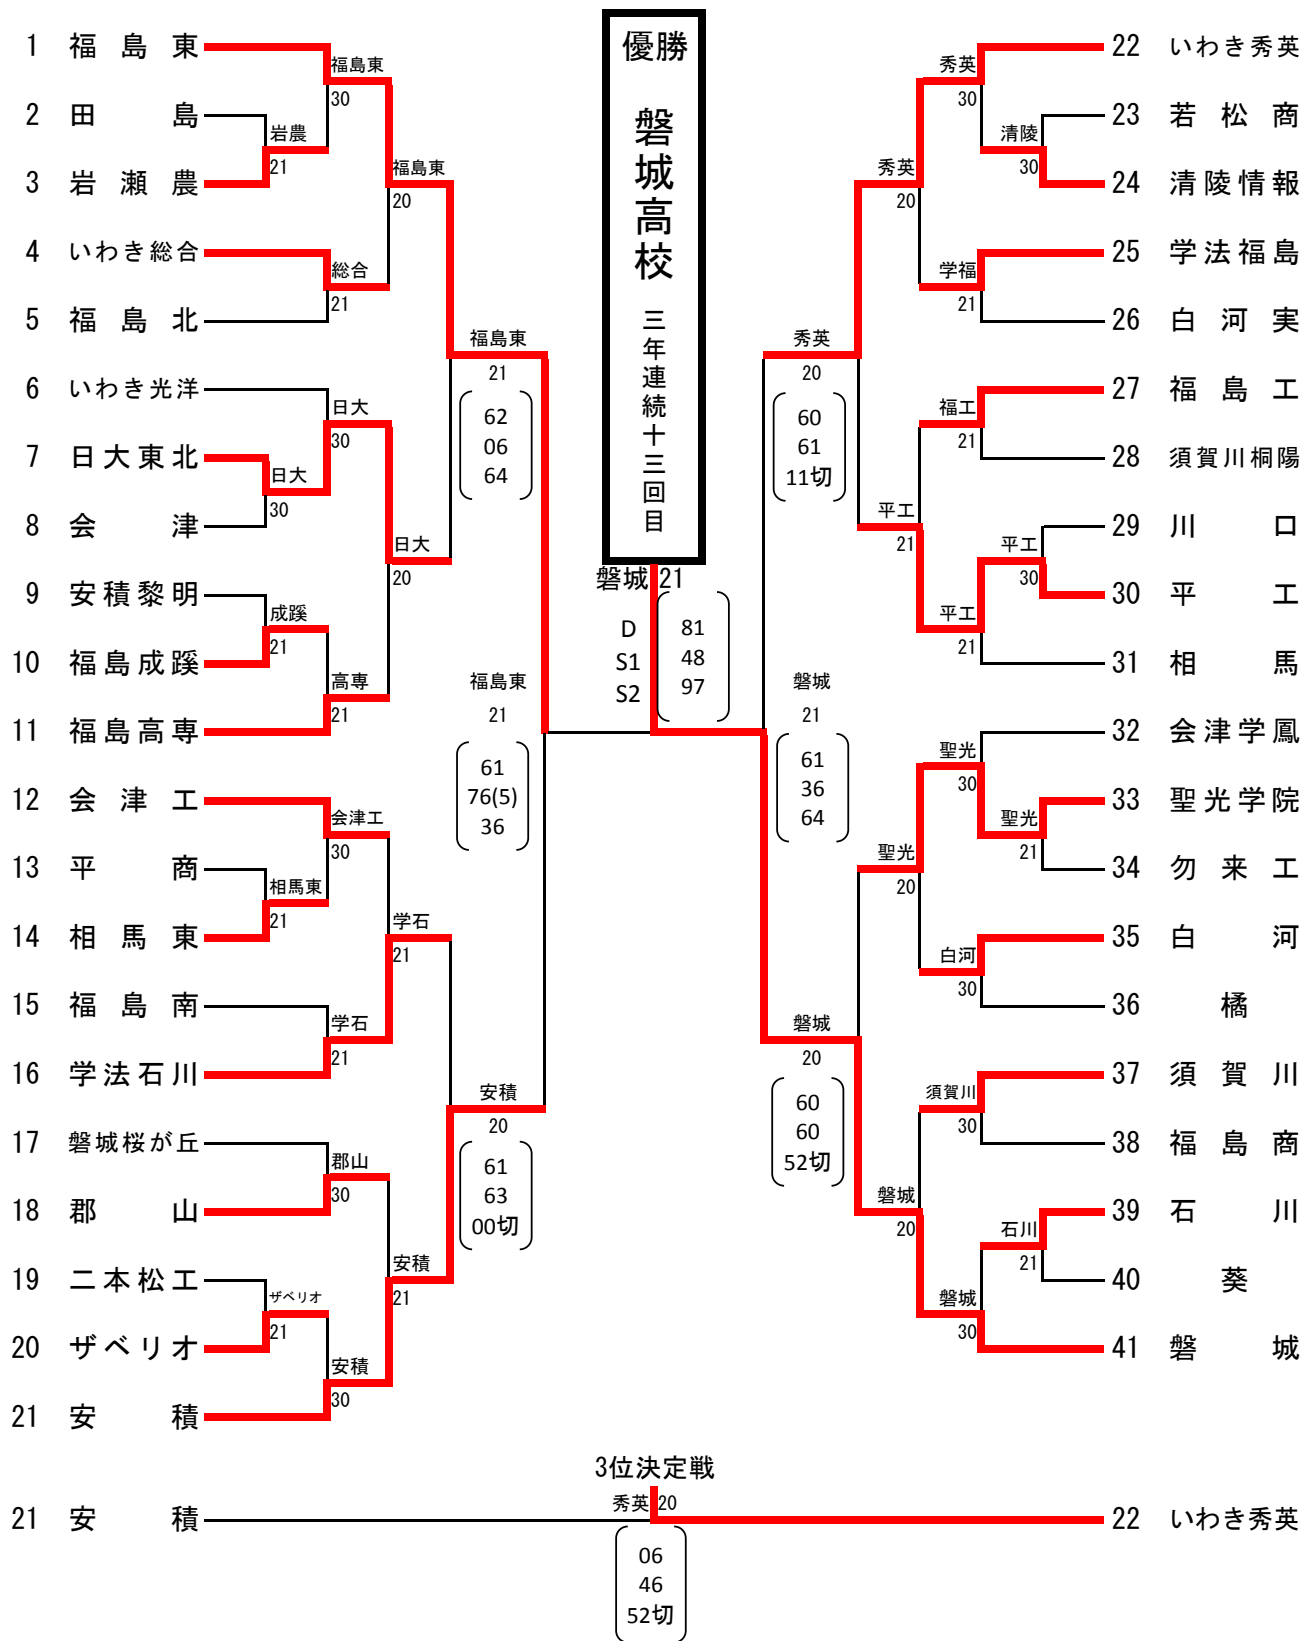 優勝
磐城高校
三年連続十三回目
磐城 21
D 81
S1 48
S2 97
1 福島東
2 田島
3 岩瀬農
4 いわき総合
5 福島北
6 いわき光洋
7 日大東北
8 会津
9 安積黎明
10 福島成蹊
11 福島高専
12 会津工
13 平商
14 相馬東
15 福島南
16 学法石川
17 磐城桜が丘
18 郡山
19 二本松工
20 ザベリオ
21 安積
福島東
30
岩農
21
福島東
20
総合
21
福島東
21
62
06
64
日大
30
日大
30
日大
20
成蹊
21
高専
21
福島東
21
61
76(5)
36
会津工
30
相馬東
21
学石
21
学石
21
安積
20
61
63
00切
郡山
30
安積
21
ザベリオ
21
安積
30
22 いわき秀英
23 若松商
24 清陵情報
25 学法福島
26 白河実
27 福島工
28 須賀川桐陽
29 川口
30 平工
31 相馬
32 会津学鳳
33 聖光学院
34 勿来工
35 白河
36 橘
37 須賀川
38 福島商
39 石川
40 葵
41 磐城
秀英
30
清陵
30
秀英
20
学福
21
秀英
20
60
61
11切
福工
21
平工
21
平工
30
平工
21
磐城
21
61
36
64
聖光
30
聖光
21
聖光
20
白河
30
磐城
20
60
60
52切
須賀川
30
磐城
20
石川
21
磐城
30
3位決定戦
21 安積
秀英 20
22 いわき秀英
06
46
52切